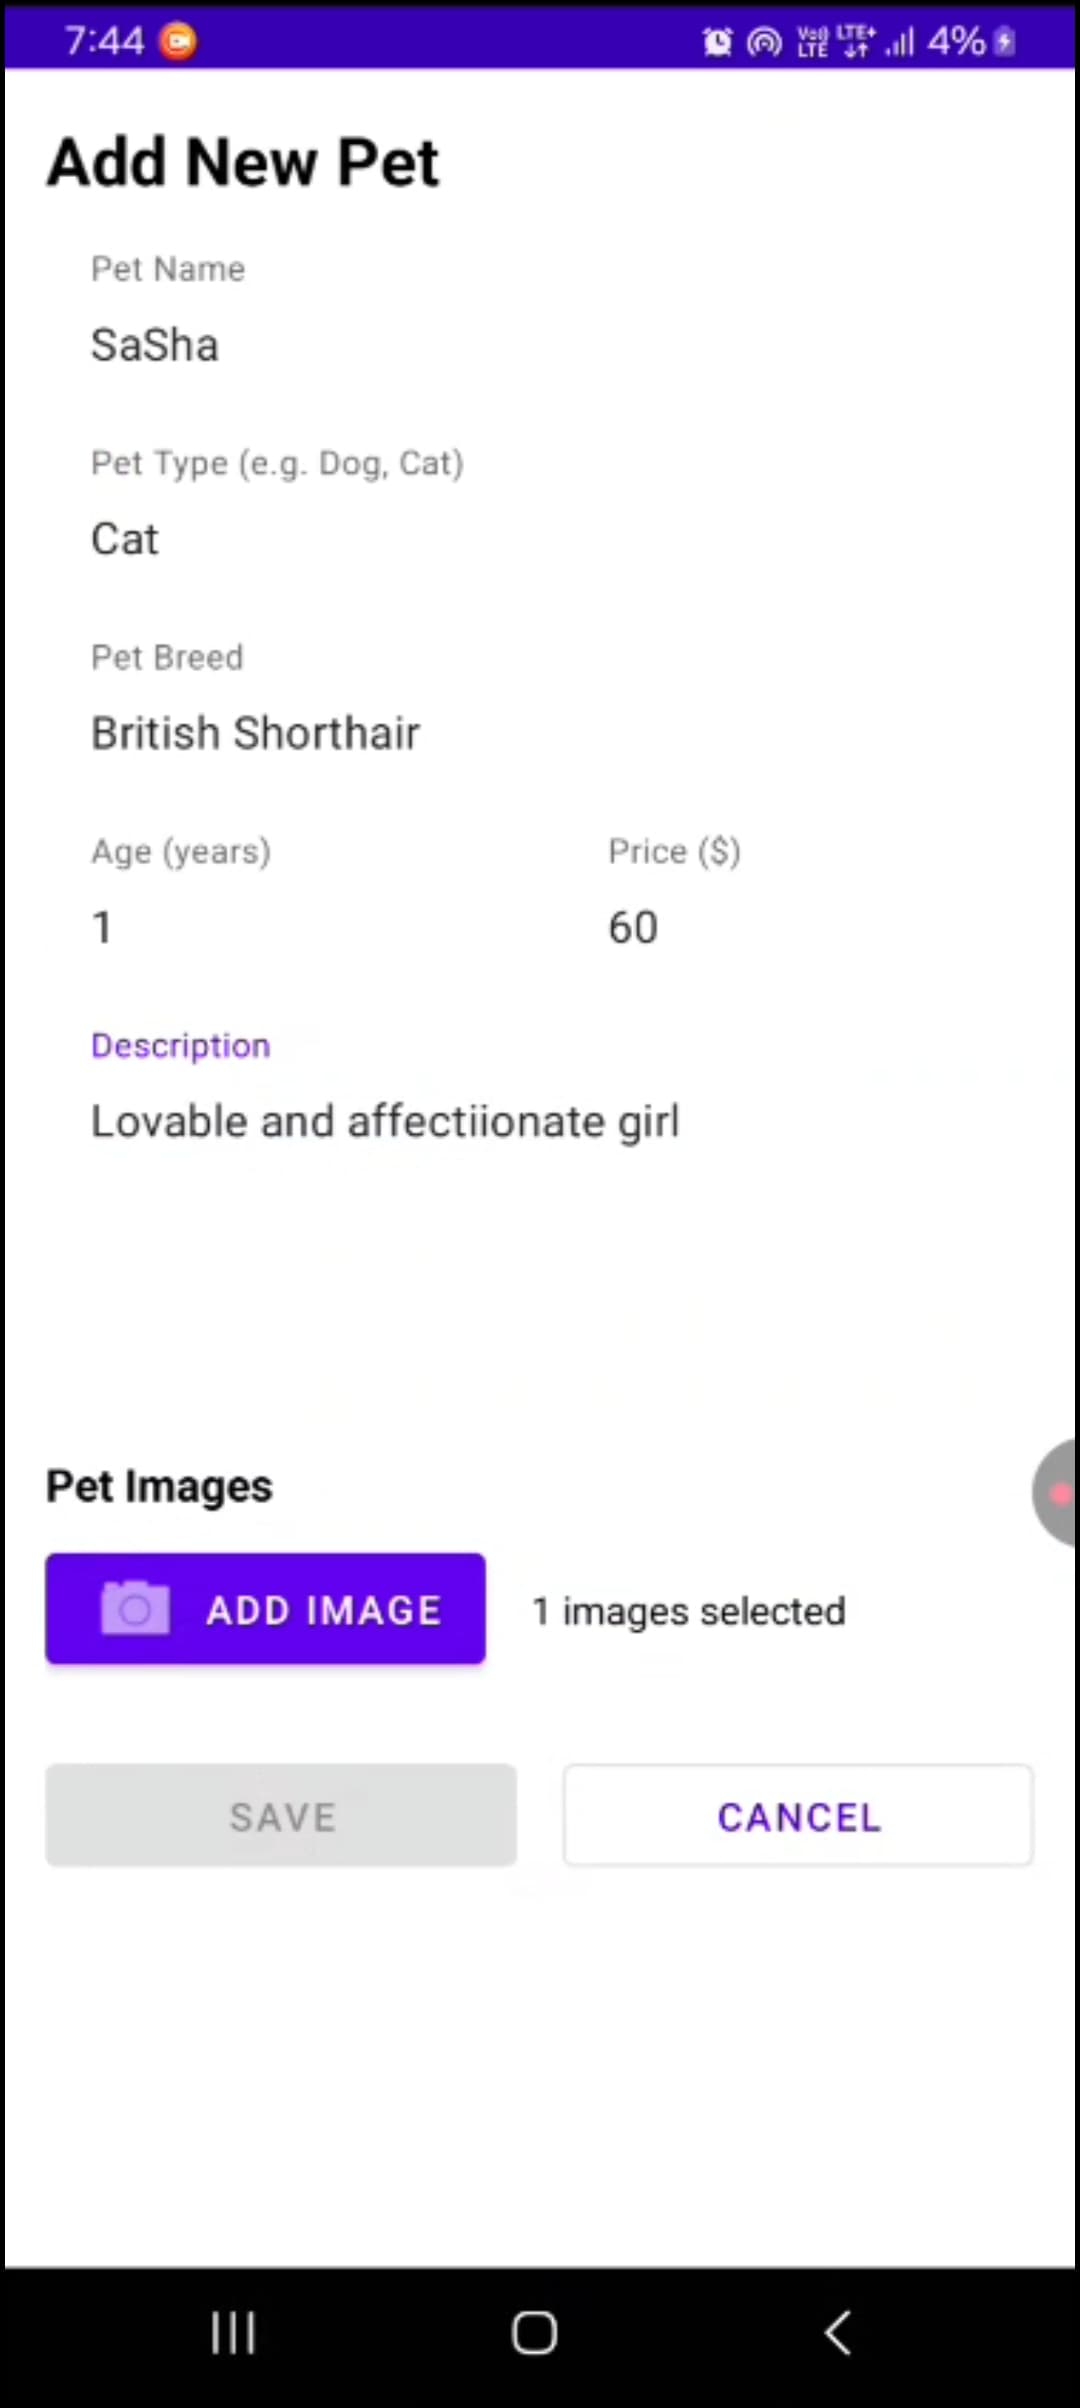 7:44 Vo)) LTE LTE+ 4%
Add New Pet
Pet Name
SaSha
Pet Type (e.g. Dog, Cat)
Cat
Pet Breed
British Shorthair
Age (years) Price ($)
1 60
Description
Lovable and affectiionate girl
Pet Images
ADD IMAGE 1 images selected
SAVE CANCEL